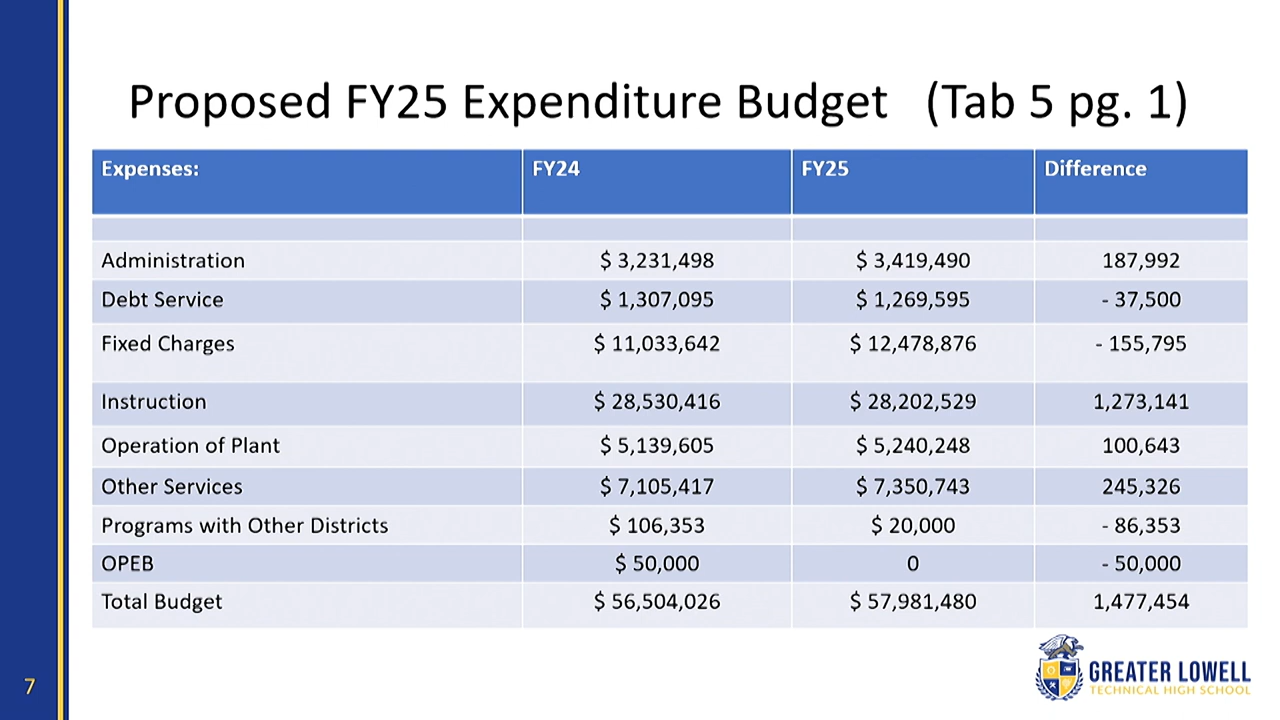 Proposed FY25 Expenditure Budget (Tab 5 pg. 1)
Expenses: FY24 FY25 Difference
Administration $ 3,231,498 $ 3,419,490 187,992
Debt Service $ 1,307,095 $ 1,269,595 - 37,500
Fixed Charges $ 11,033,642 $ 12,478,876 - 155,795
Instruction $ 28,530,416 $ 28,202,529 1,273,141
Operation of Plant $ 5,139,605 $ 5,240,248 100,643
Other Services $ 7,105,417 $ 7,350,743 245,326
Programs with Other Districts $ 106,353 $ 20,000 - 86,353
OPEB $ 50,000 0 - 50,000
Total Budget $ 56,504,026 $ 57,981,480 1,477,454
7
GREATER LOWELL
TECHNICAL HIGH SCHOOL